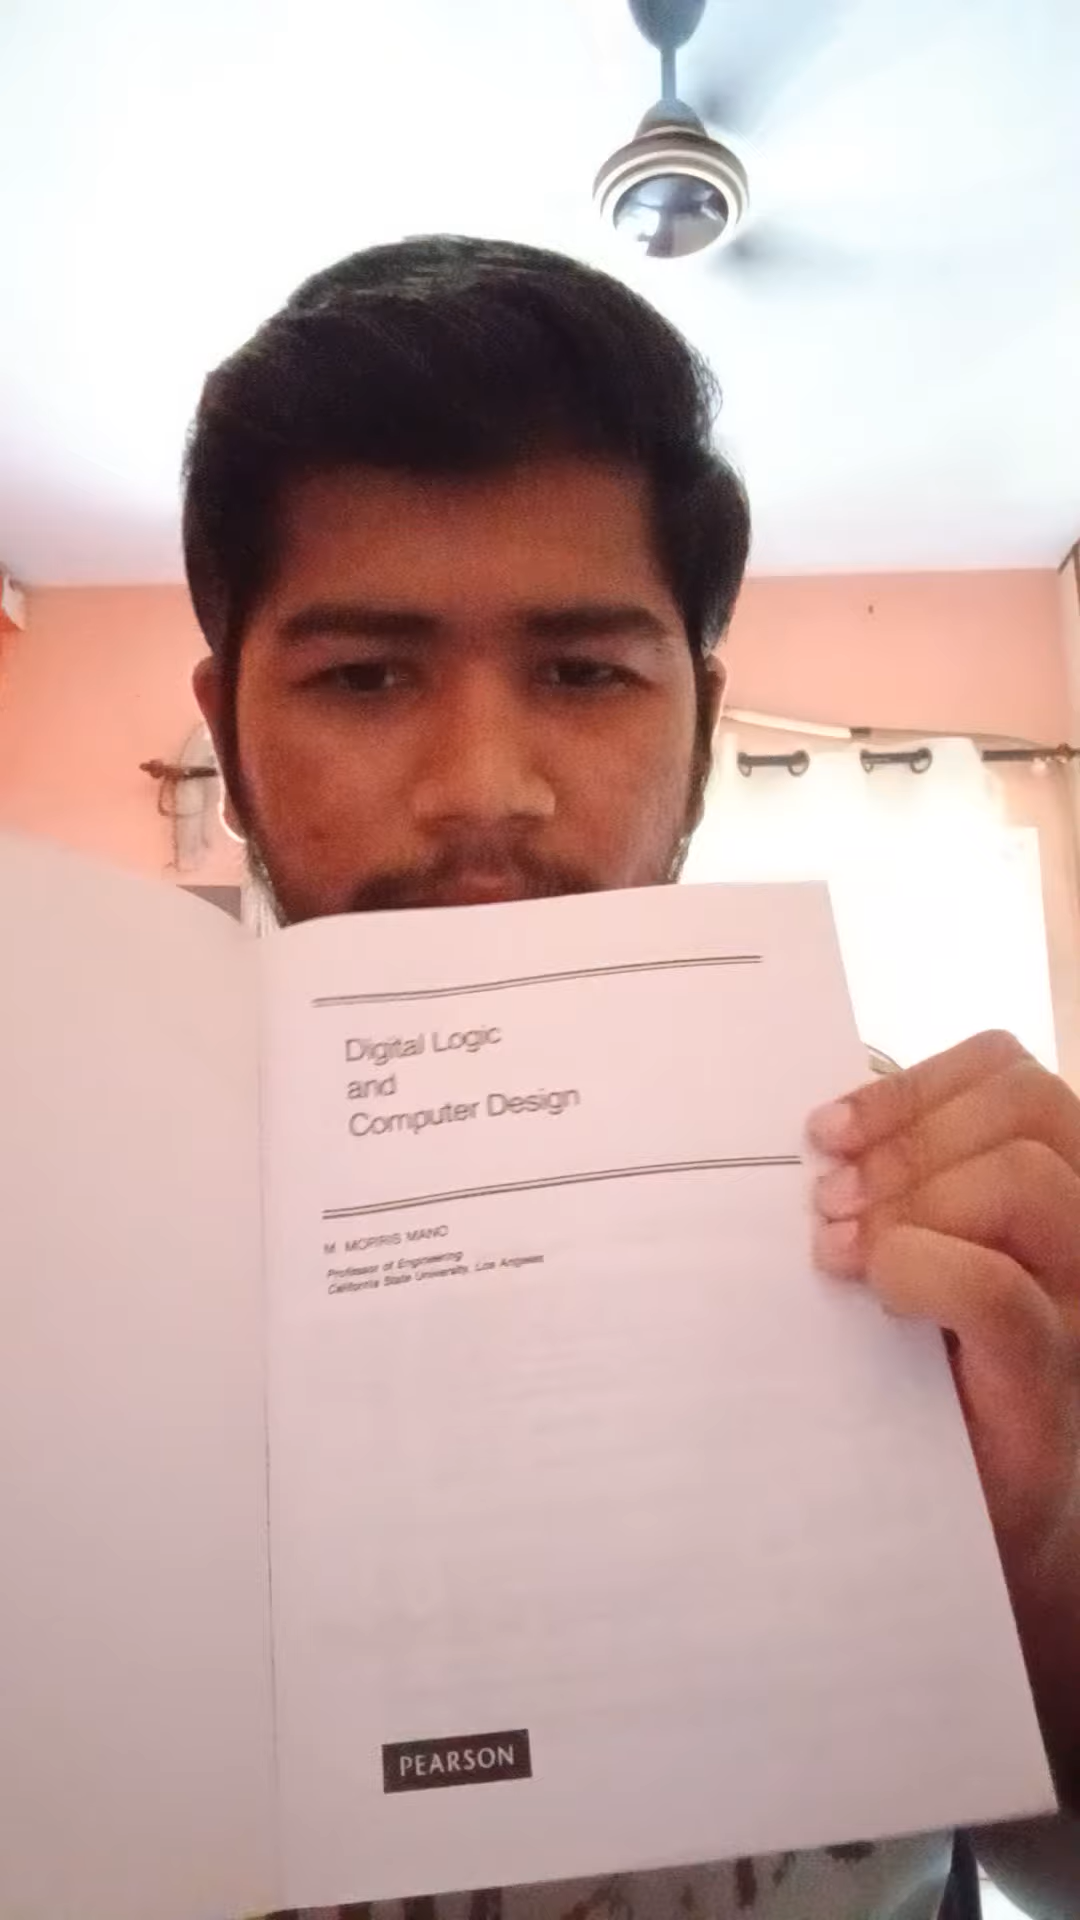 Digital Logic
and
Computer Design
M. MORRIS MANO
Professor of Engineering
California State University, Los Angeles
PEARSON